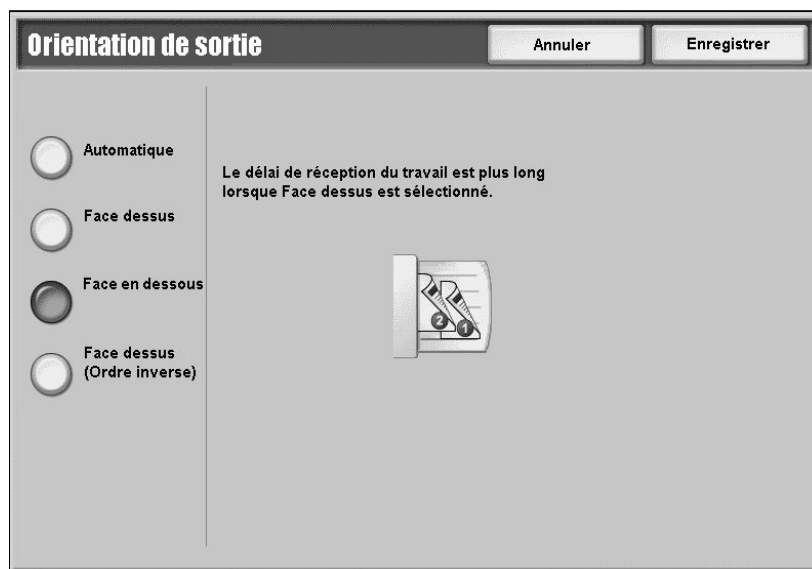 Orientation de sortie
Annuler
Enregistrer
Automatique
Face dessus
Face en dessous
Face dessus
(Ordre inverse)
Le délai de réception du travail est plus long
lorsque Face dessus est sélectionné.
2
1